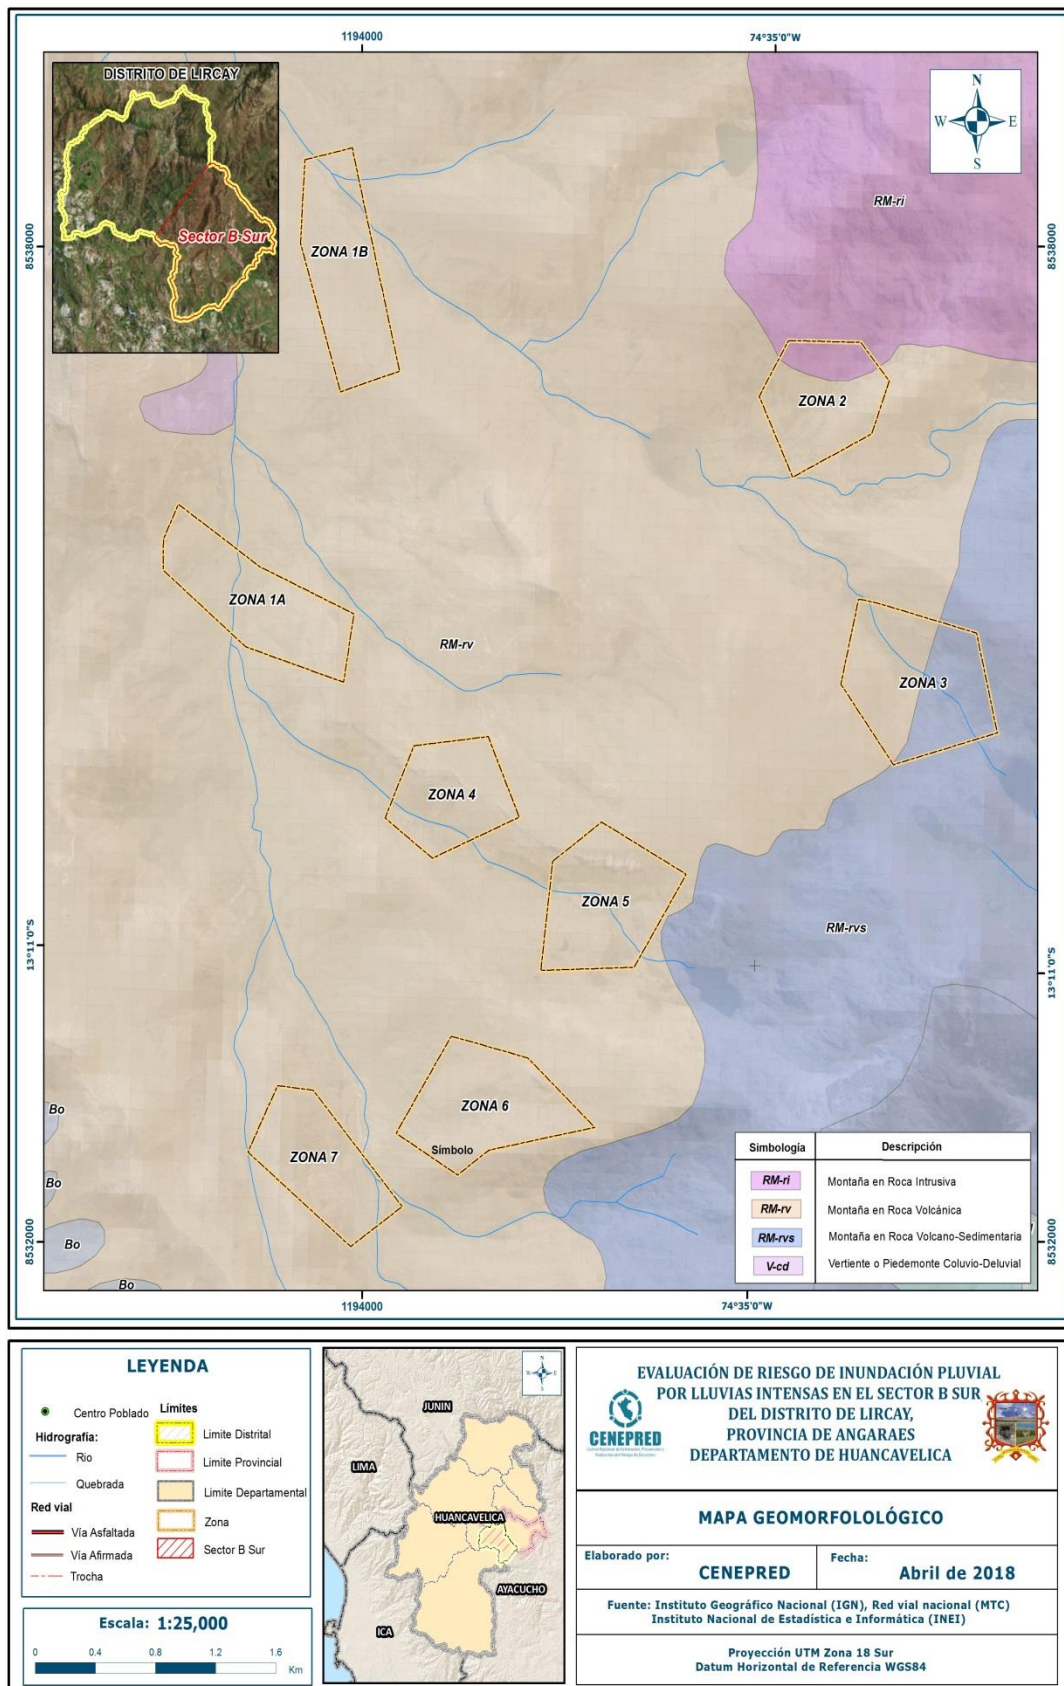 1194000
74°35'0"W
DISTRITO DE LIRCAY
Sector B Sur
N
W E
S
RM-ri
8538000
8538000
ZONA 1B
ZONA 2
ZONA 1A
RM-rv
ZONA 3
ZONA 4
ZONA 5
RM-rvs
13°11'0"S
13°11'0"S
ZONA 6
Símbolo
ZONA 7
Bo
Bo
Bo
Bo
8532000
8532000
Simbología Descripción
RM-ri Montaña en Roca Intrusiva
RM-rv Montaña en Roca Volcánica
RM-rvs Montaña en Roca Volcano-Sedimentaria
V-cd Vertiente o Piedemonte Coluvio-Deluvial
1194000
74°35'0"W
LEYENDA
Centro Poblado
Hidrografía:
Rio
Quebrada
Red vial
Vía Asfaltada
Vía Afirmada
Trocha
Límites
Limite Distrital
Limite Provincial
Limite Departamental
Zona
Sector B Sur
Escala: 1:25,000
0 0.4 0.8 1.2 1.6
Km
N
W E
S
JUNIN
LIMA
HUANCAVELICA
AYACUCHO
ICA
CENEPRED
EVALUACIÓN DE RIESGO DE INUNDACIÓN PLUVIAL
POR LLUVIAS INTENSAS EN EL SECTOR B SUR
DEL DISTRITO DE LIRCAY,
PROVINCIA DE ANGARAES
DEPARTAMENTO DE HUANCAVELICA
MAPA GEOMORFOLOLÓGICO
Elaborado por:
CENEPRED
Fecha:
Abril de 2018
Fuente: Instituto Geográfico Nacional (IGN), Red vial nacional (MTC)
Instituto Nacional de Estadística e Informática (INEI)
Proyección UTM Zona 18 Sur
Datum Horizontal de Referencia WGS84